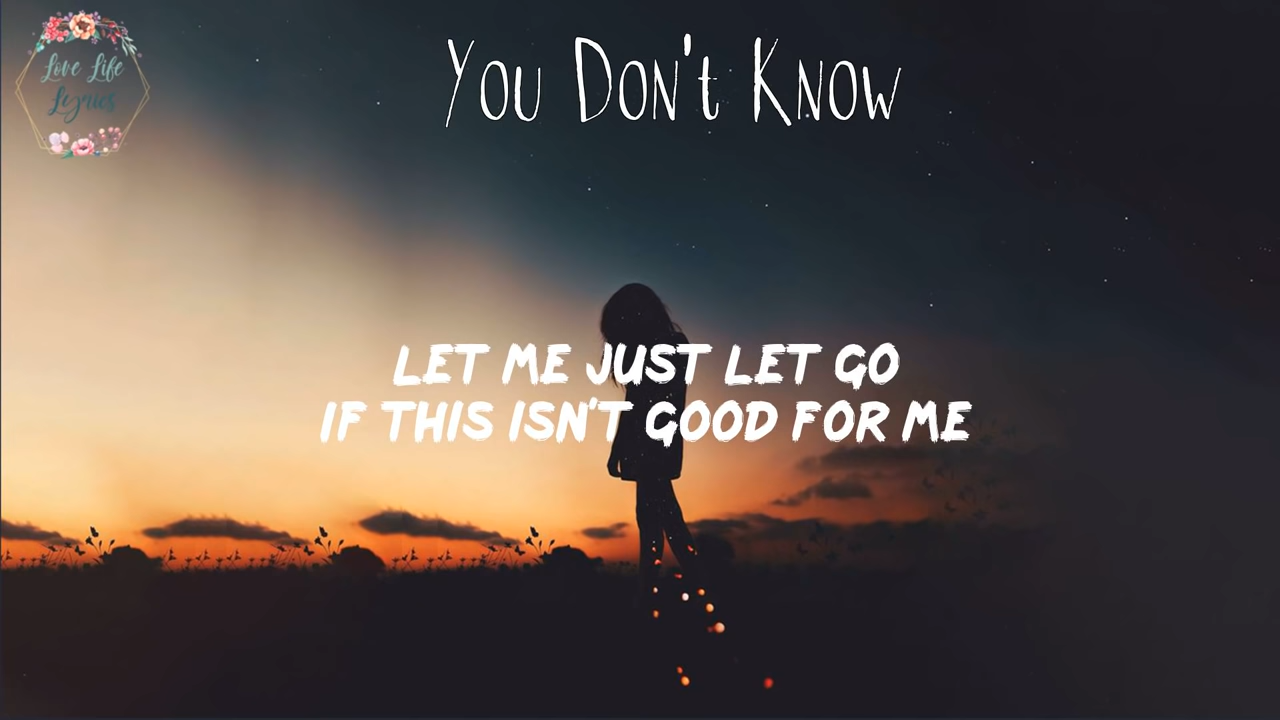 Love Life
Lyrics
You Don't Know
LET ME JUST LET GO
IF THIS ISN'T GOOD FOR ME